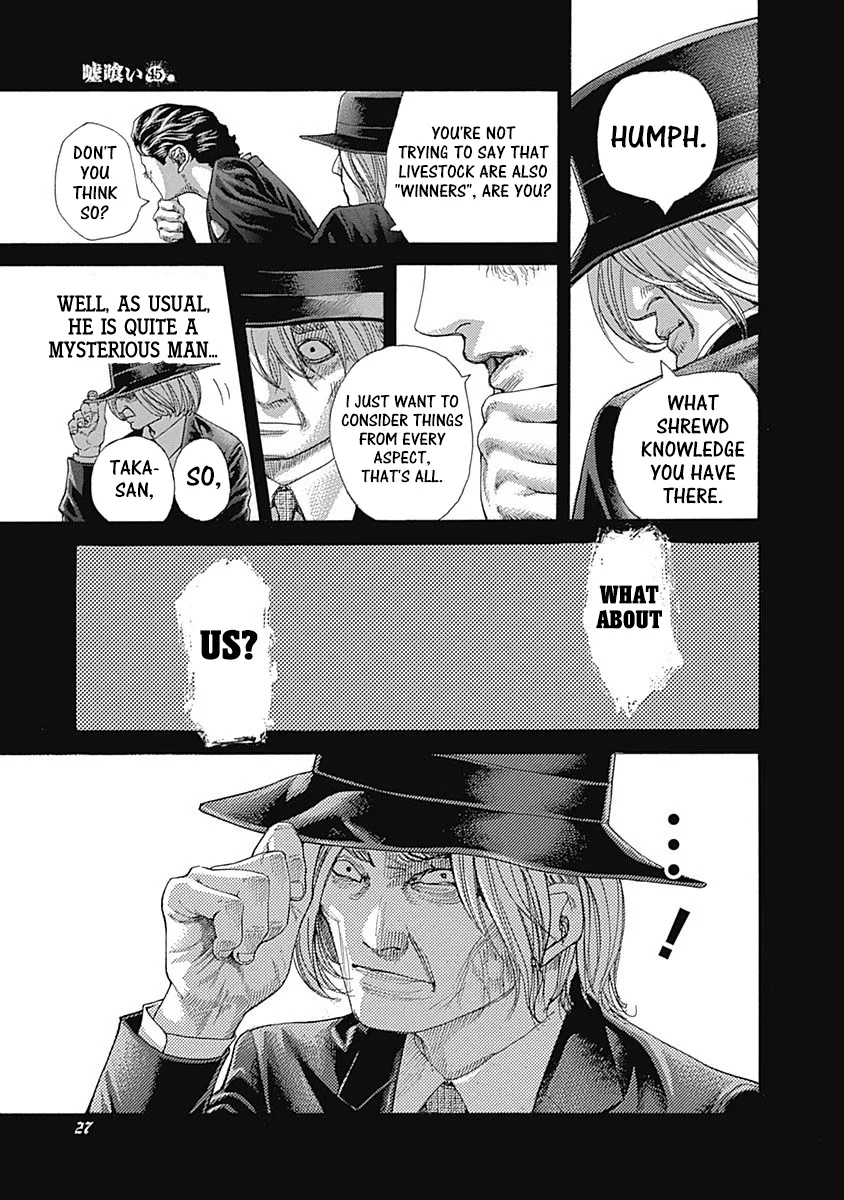 嘘喰い45。
HUMPH.
WHAT
SHREWD
KNOWLEDGE
YOU HAVE
THERE.
YOU'RE NOT
TRYING TO SAY THAT
LIVESTOCK ARE ALSO
"WINNERS", ARE YOU?
DON'T
YOU
THINK
SO?
I JUST WANT TO
CONSIDER THINGS
FROM EVERY
ASPECT,
THAT'S ALL.
WELL, AS USUAL,
HE IS QUITE A
MYSTERIOUS MAN...
SO,
TAKA-
SAN,
WHAT
ABOUT
US?
...!
27